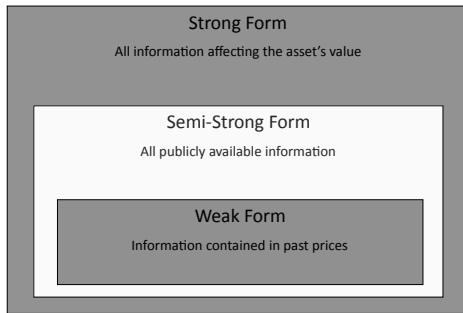 Strong Form
All information affecting the asset's value
Semi-Strong Form
All publicly available information
Weak Form
Information contained in past prices